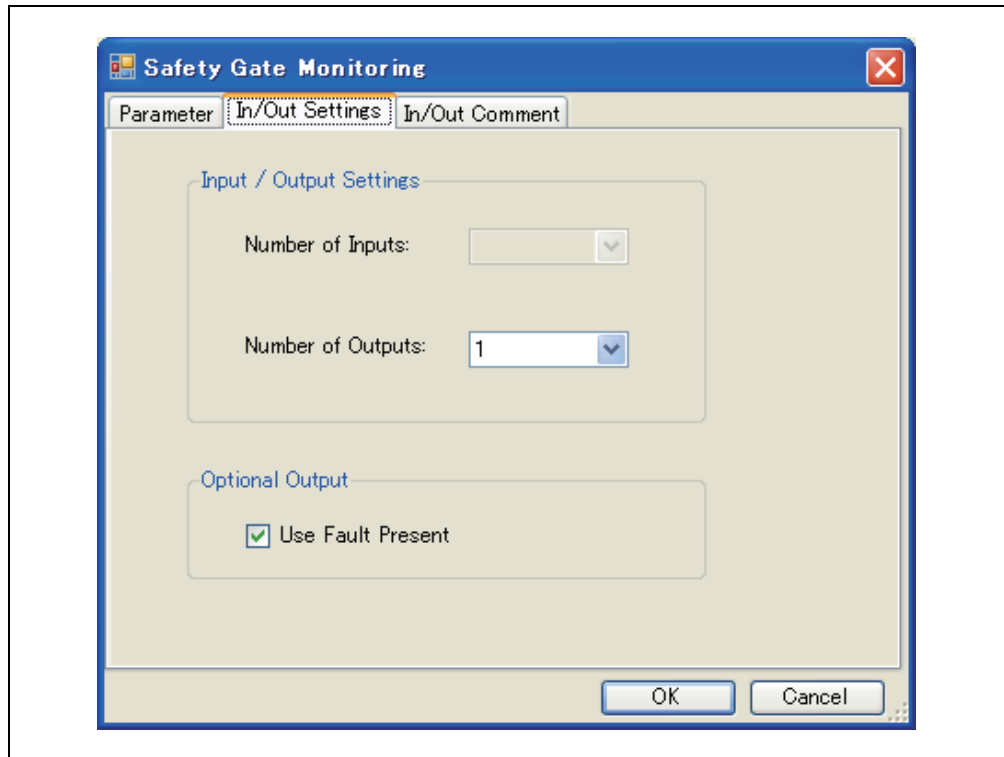 Safety Gate Monitoring
Parameter In/Out Settings In/Out Comment
Input / Output Settings
Number of Inputs:
Number of Outputs: 1
Optional Output
Use Fault Present
OK Cancel